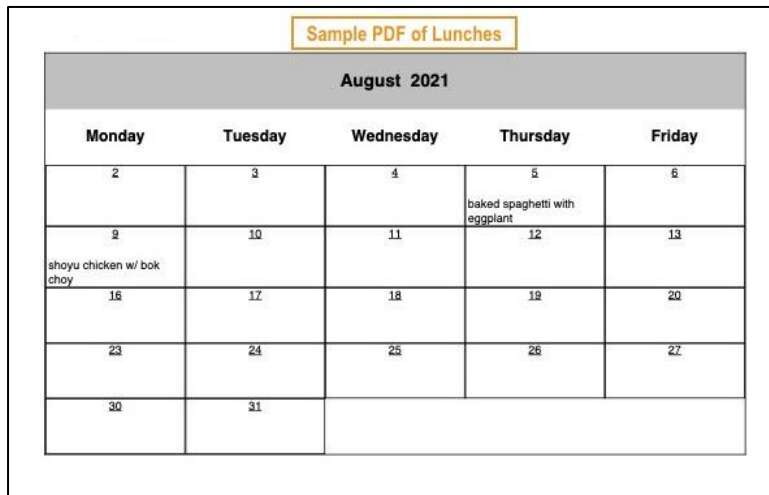 Sample PDF of Lunches
August 2021
Monday Tuesday Wednesday Thursday Friday
2 3 4 5 6
baked spaghetti with
eggplant
9 10 11 12 13
shoyu chicken w/ bok
choy
16 17 18 19 20
23 24 25 26 27
30 31